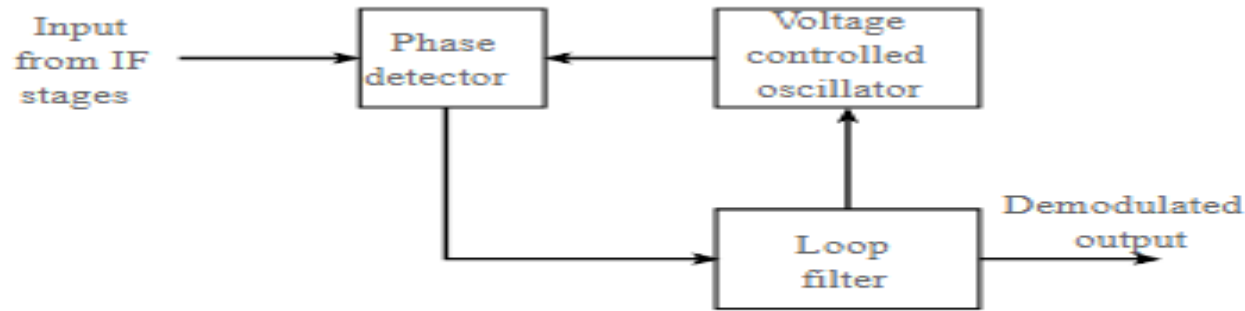 Input
from IF
stages
Phase
detector
Voltage
controlled
oscillator
Loop
filter
Demodulated
output